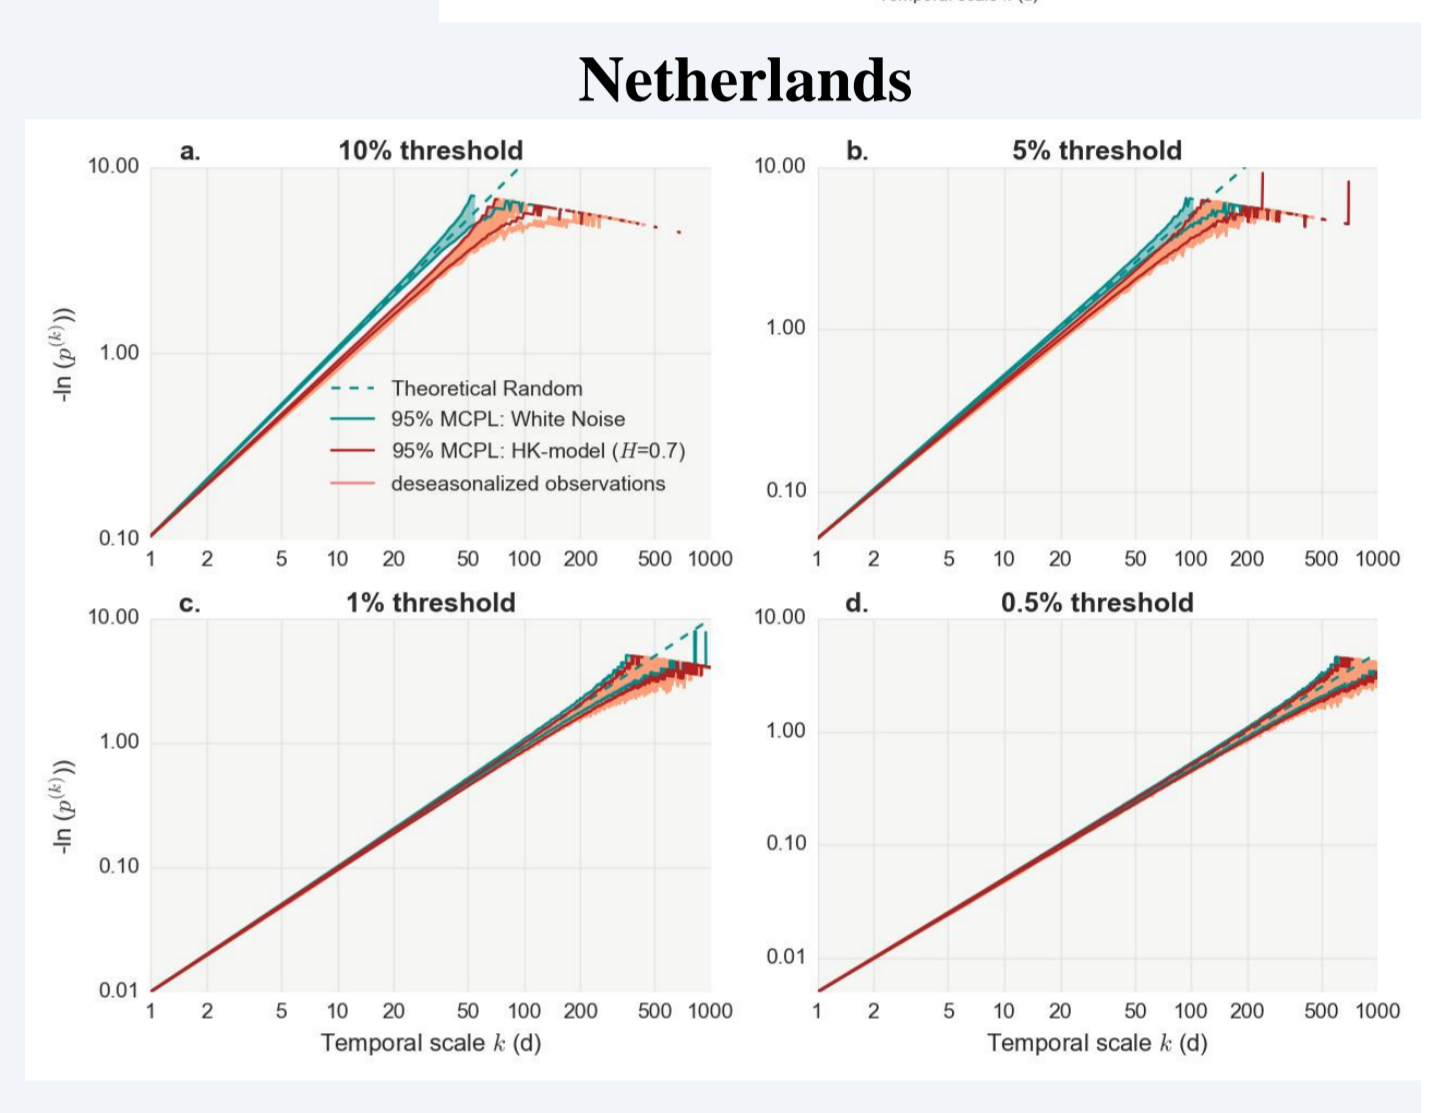 Netherlands
a. 10% threshold
10.00
1.00
0.10
-ln (p^(k)))
Theoretical Random
95% MCPL: White Noise
95% MCPL: HK-model (H=0.7)
deseasonalized observations
1 2 5 10 20 50 100 200 500 1000
b. 5% threshold
10.00
1.00
0.10
1 2 5 10 20 50 100 200 500 1000
c. 1% threshold
10.00
1.00
0.10
0.01
-ln (p^(k)))
1 2 5 10 20 50 100 200 500 1000
Temporal scale k (d)
d. 0.5% threshold
10.00
1.00
0.10
0.01
1 2 5 10 20 50 100 200 500 1000
Temporal scale k (d)